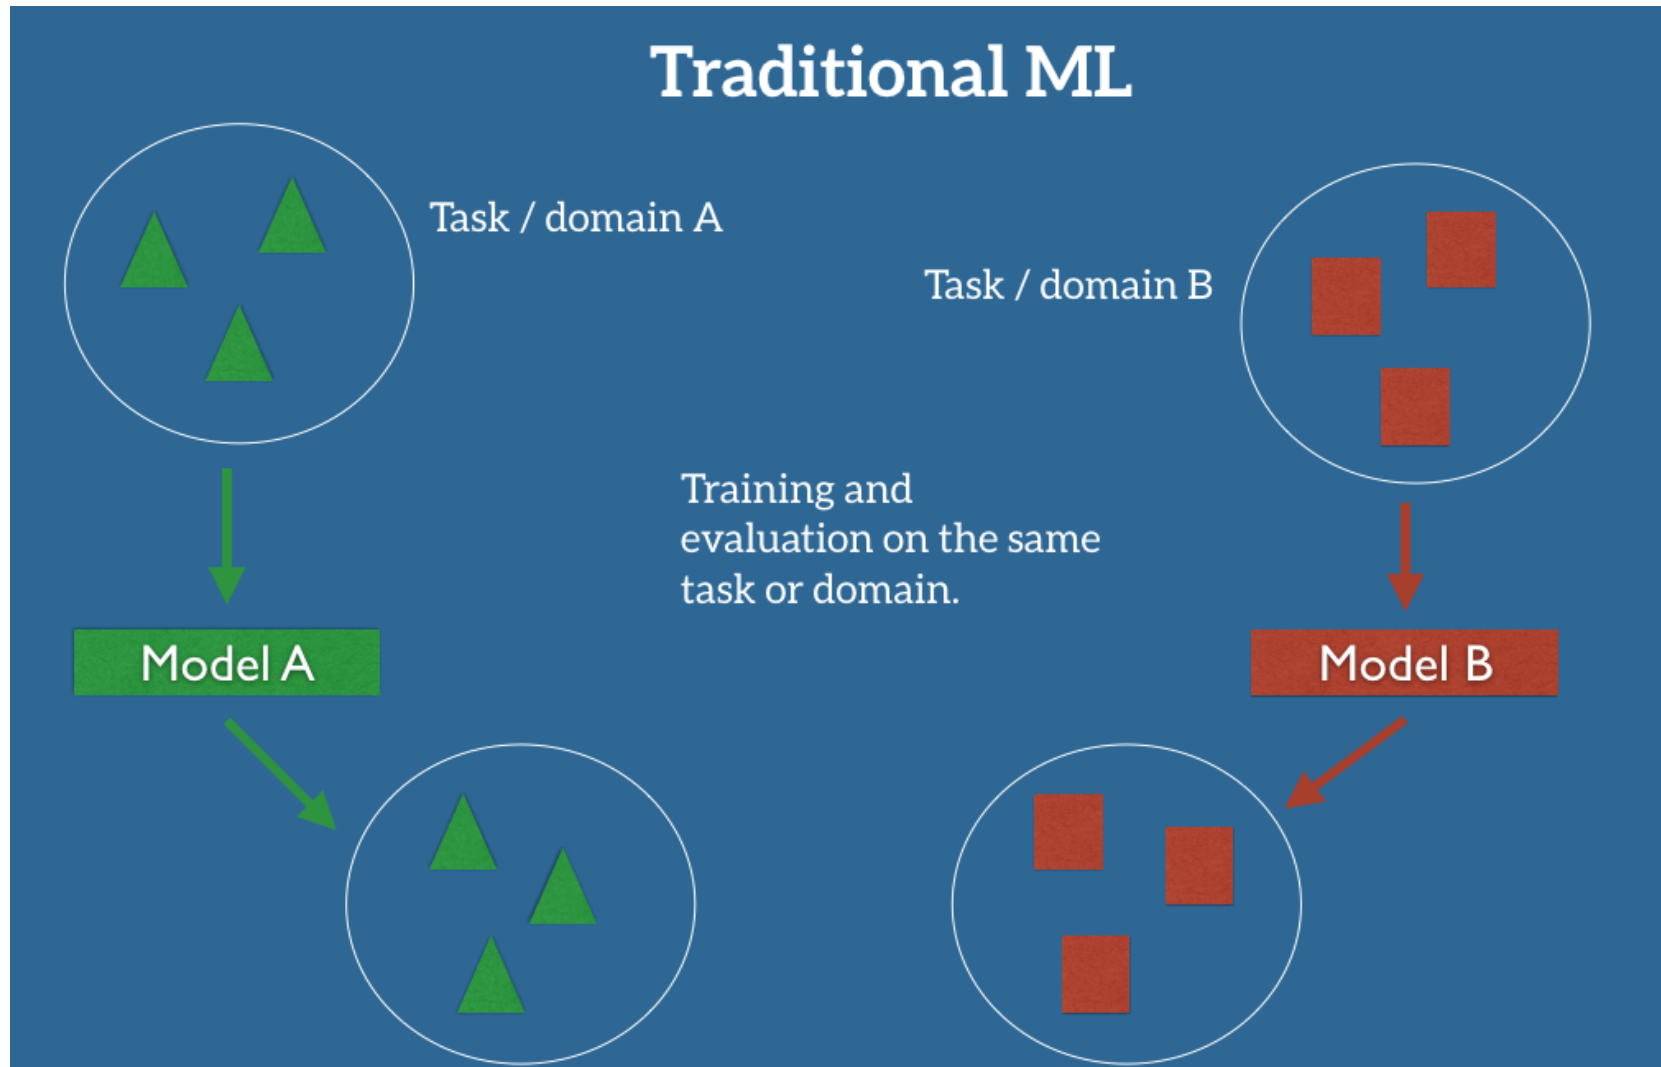 Traditional ML
Task / domain A
Task / domain B
Training and
evaluation on the same
task or domain.
Model A
Model B